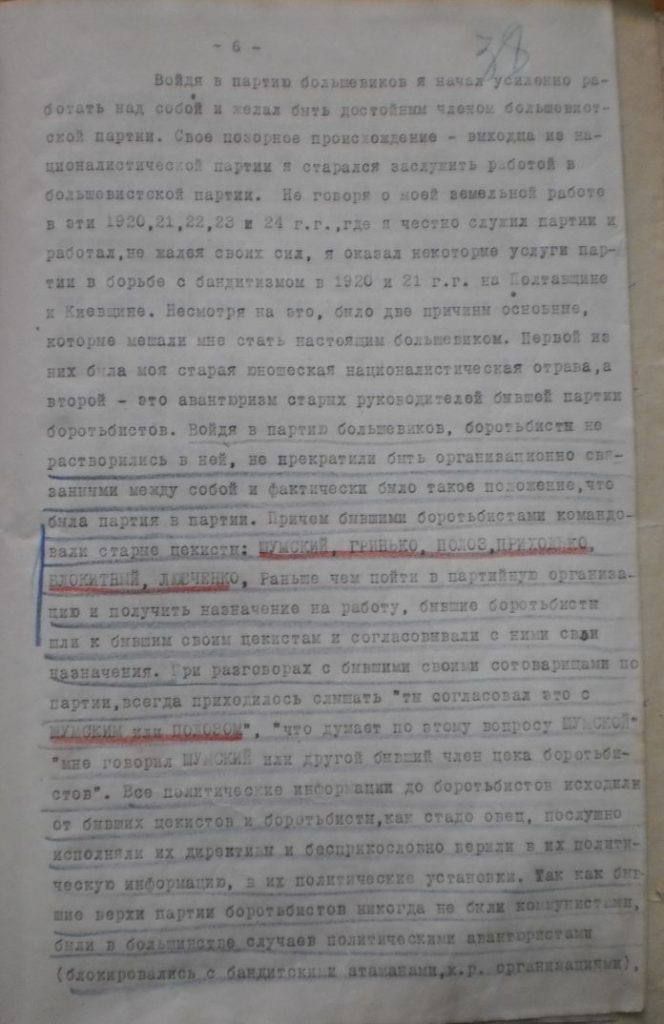 - 6 -
38
Войдя в партию большевиков я начал усиленно ра-
ботать над собой и желал быть достойным членом большевист-
ской партии. Свое позорное происхождение - виходца из на-
ционалистической партии я старался заслужить работой в
большевистской партии. Не говоря о моей земельной работе
в эти 1920,21,22,23 и 24 г.г.,где я честно служил партии и
работал,не жалея своих сил, я оказал некоторые услуги пар-
тии в борьбе с бандитизмом в 1920 и 21 г.г. на Полтавщине
и Киевщине. Несмотря на это, было две причины основные,
которые мешали мне стать настоящим большевиком. Первой из
них была моя старая юношеская националистическая отрава,а
второй - это авантюризм старых руководителей бывшей партии
боротьбистов. Войдя в партию большевиков, боротьбисты не
растворились в ней, не прекратили быть организационно свя-
занными между собой и фактически было такое положение,что
была партия в партии. Причем бывшими боротьбистами командо-
вали старые цекисты: ШУМСКИЙ, ГРИНЬКО, ПОЛОЗ,ПРИХОДЬКО,
БЛОКИТНЫЙ, ЛЮБЧЕНКО, Раньше чем пойти в партийную организа-
цию и получить назначение на работу, бывшие боротьбисты
шли к бывшим своим цекистам и согласовывали с ними свои
назначения. При разговорах с бывшими своими сотоварищами по
партии,всегда приходилось слышать "ты согласовал это с
ШУМСКИМ или ПОЛОЗОМ", "что думает по этому вопросу ШУМСКОЙ"
"мне говорил ШУМСКИЙ или другой бывший член цека боротьби-
стов". Все политические информации до боротьбистов исходили
от бывших цекистов и боротьбисты,как стадо овец, послушно
исполняли их директивы и бесприкословно верили в их полити-
ческую информацию, в их политические установки. Так как быв-
шие верхи партии боротьбистов никогда не были коммунистами,
были в большинстве случаев политическими авантюристами
(блокировались с бандитскими атаманами,к.р. организациями),